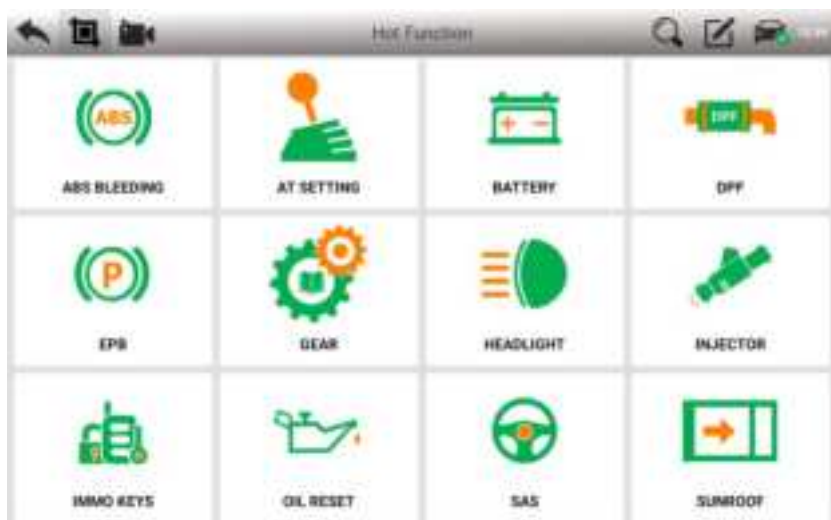 Hot Function
ABS
ABS BLEEDING
AT SETTING
BATTERY
DPF
DPF
P
EPB
GEAR
HEADLIGHT
INJECTOR
IMMO KEYS
OIL RESET
SAS
SUNROOF